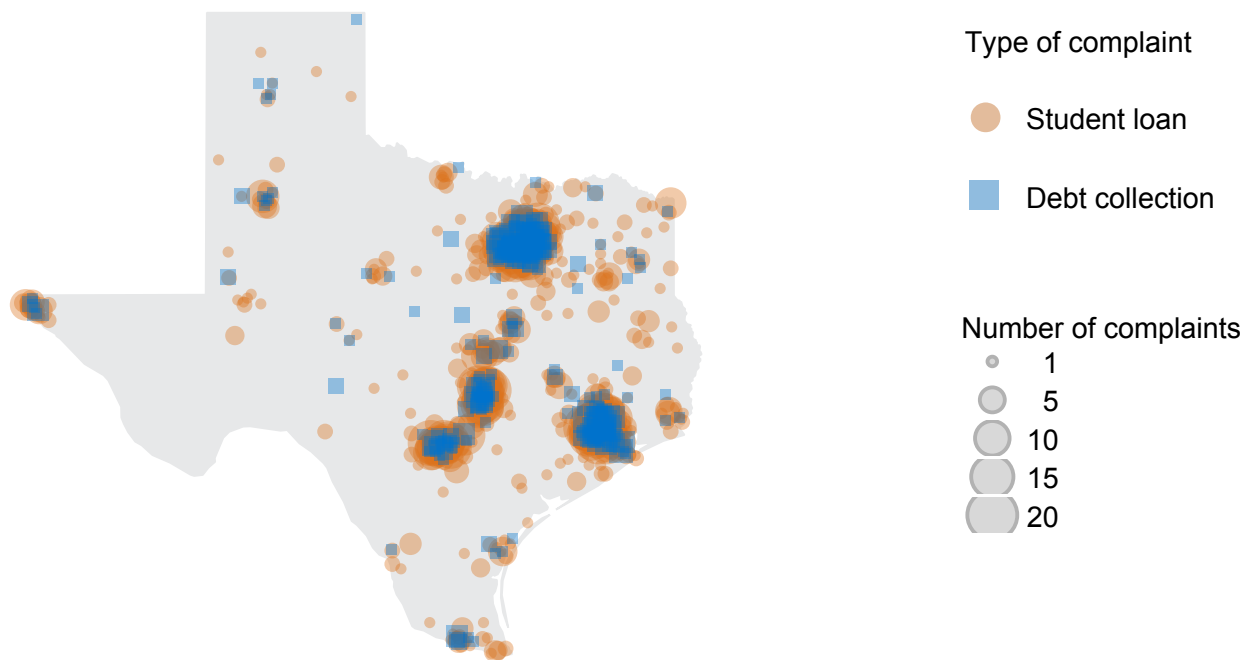 Type of complaint
Student loan
Debt collection
Number of complaints
1
5
10
15
20